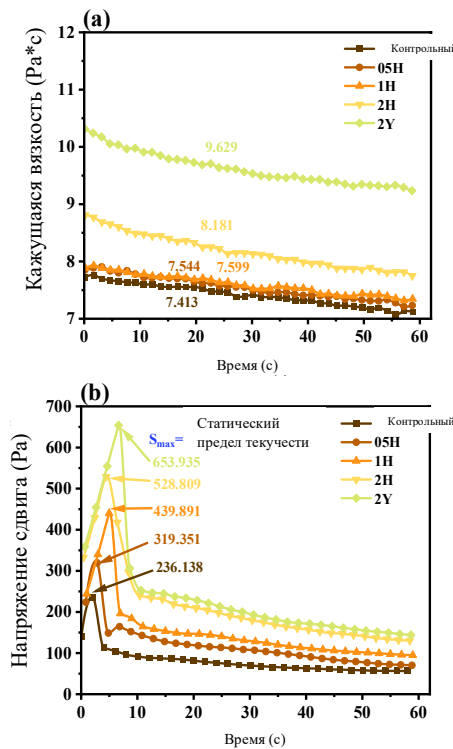 (a)
Кажущаяся вязкость (Pa*c)
12
11
10
9
8
7
Контрольный
05H
1H
2H
2Y
9.629
8.181
7.544
7.599
7.413
0 10 20 30 40 50 60
Время (с)
(b)
Напряжение сдвига (Pa)
700
600
500
400
300
200
100
0
Статический
предел текучести
S_max=
653.935
528.809
439.891
319.351
236.138
Контрольный
05H
1H
2H
2Y
0 10 20 30 40 50 60
Время (с)